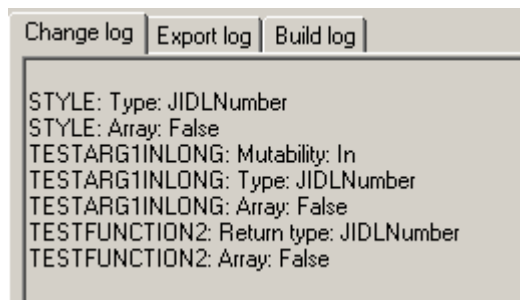 Change log Export log Build log
STYLE: Type: JIDLNumber
STYLE: Array: False
TESTARG1INLONG: Mutability: In
TESTARG1INLONG: Type: JIDLNumber
TESTARG1INLONG: Array: False
TESTFUNCTION2: Return type: JIDLNumber
TESTFUNCTION2: Array: False